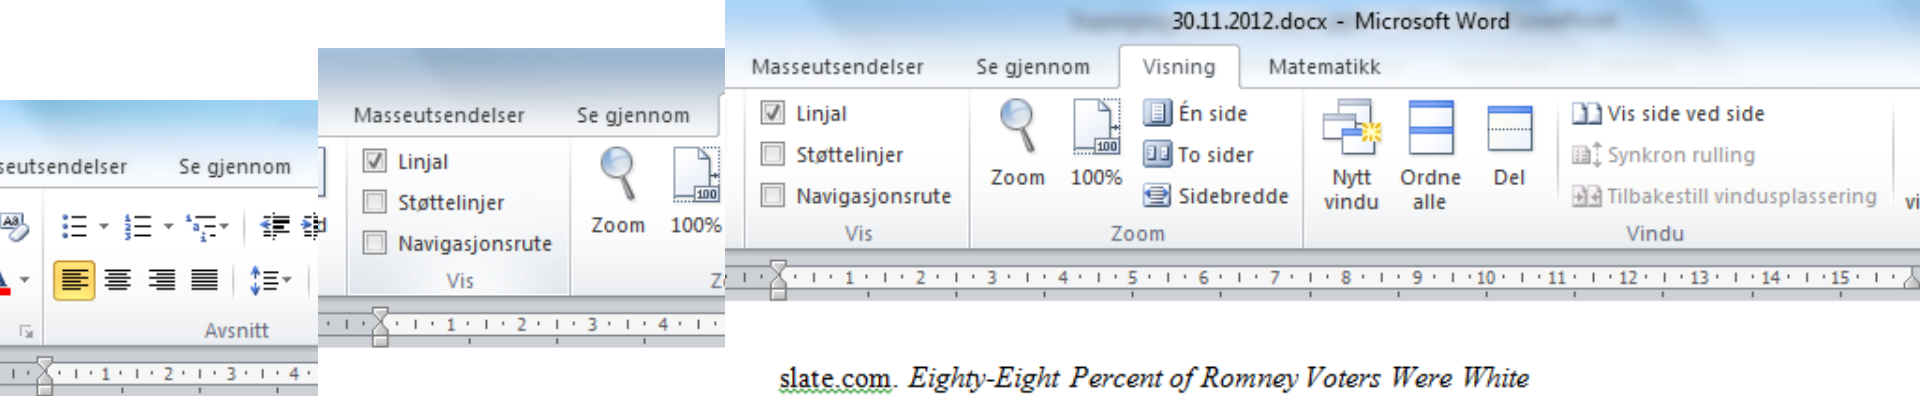 seutsendelser Se gjennom
Avsnitt
1 2 3 4
Masseutsendelser Se gjennom
Linjal
Støttelinjer
Navigasjonsrute
Vis
Zoom 100%
1 2 3 4
30.11.2012.docx - Microsoft Word
Masseutsendelser Se gjennom Visning Matematikk
Linjal
Støttelinjer
Navigasjonsrute
Vis
Zoom
100%
Én side
To sider
Sidebredde
Zoom
Nytt vindu
Ordne alle
Del
Vis side ved side
Synkron rulling
Tilbakestill vindusplassering
Vindu
1 2 3 4 5 6 7 8 9 10 11 12 13 14 15
slate.com. Eighty-Eight Percent of Romney Voters Were White